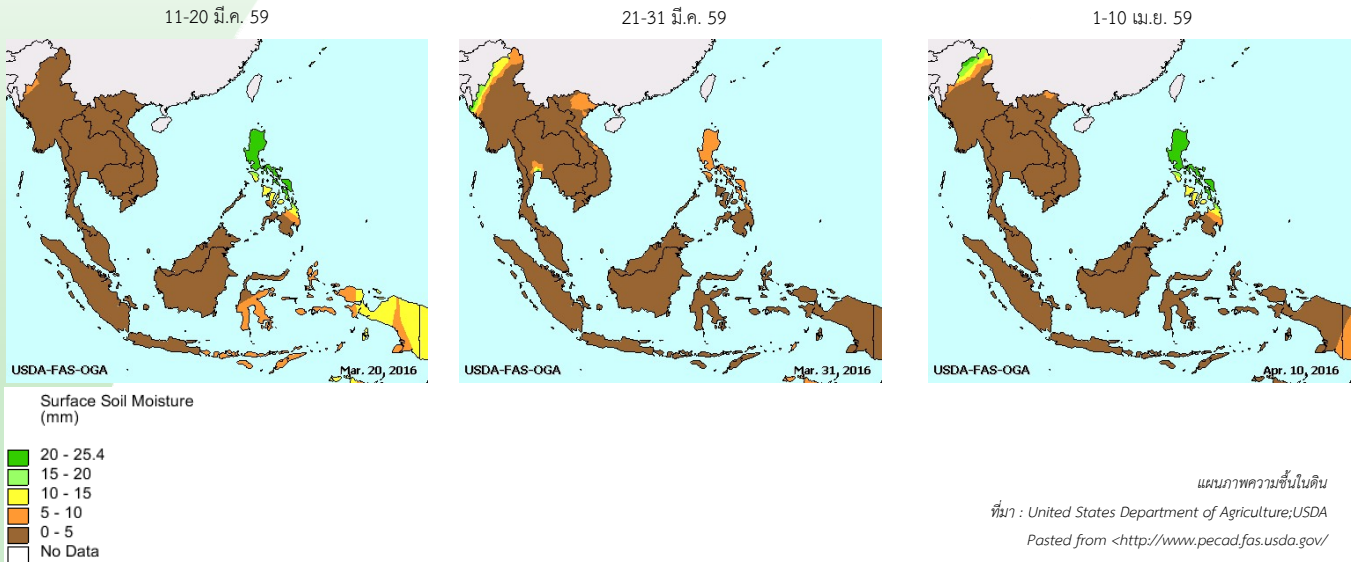 11-20 มี.ค. 59
21-31 มี.ค. 59
1-10 เม.ย. 59
USDA-FAS-OGA
Mar. 20, 2016
USDA-FAS-OGA
Mar. 31, 2016
USDA-FAS-OGA
Apr. 10, 2016
Surface Soil Moisture
(mm)
20 - 25.4
15 - 20
10 - 15
5 - 10
0 - 5
No Data
แผนภาพความชื้นในดิน
ที่มา : United States Department of Agriculture;USDA
Pasted from <http://www.pecad.fas.usda.gov/